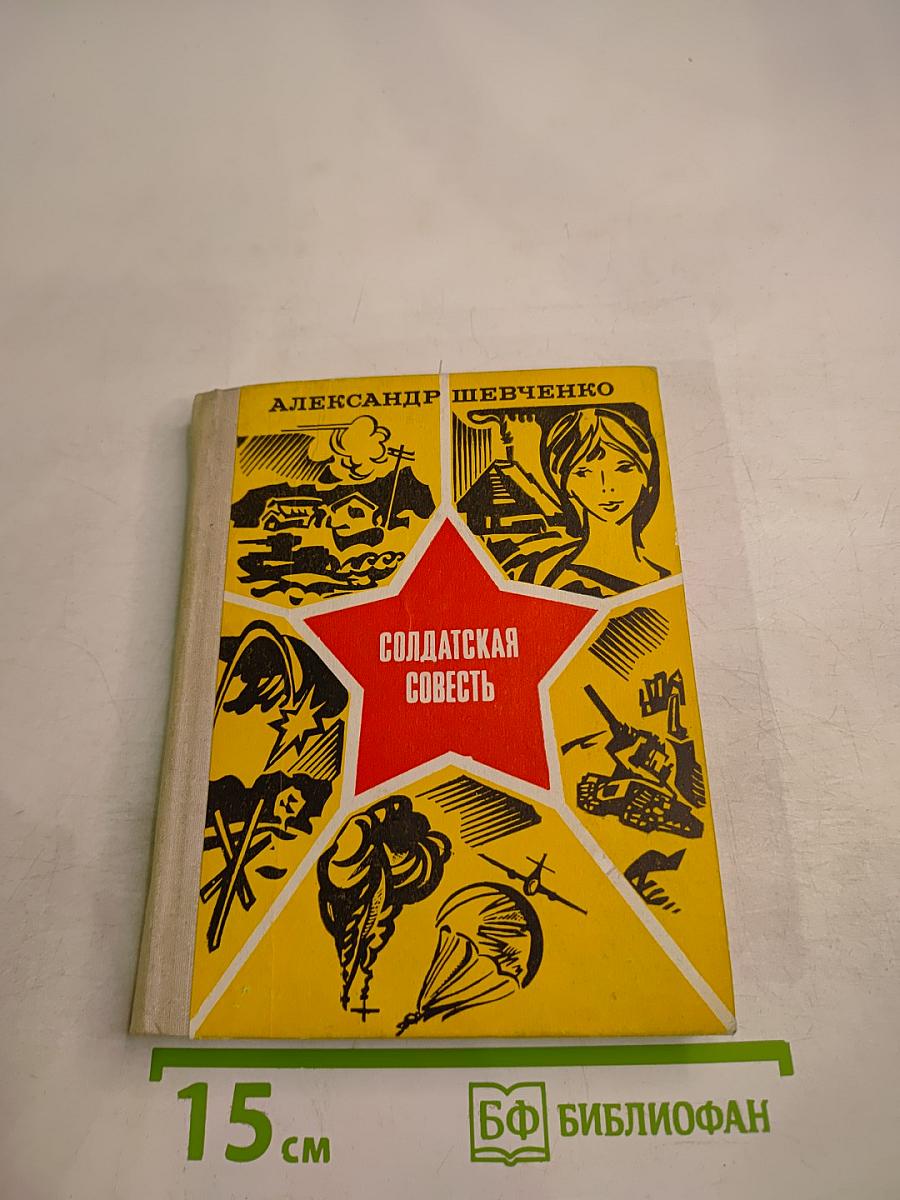 АЛЕКСАНДР ШЕВЧЕНКО
СОЛДАТСКАЯ
СОВЕСТЬ
15 см
БФ БИБЛИОФАН